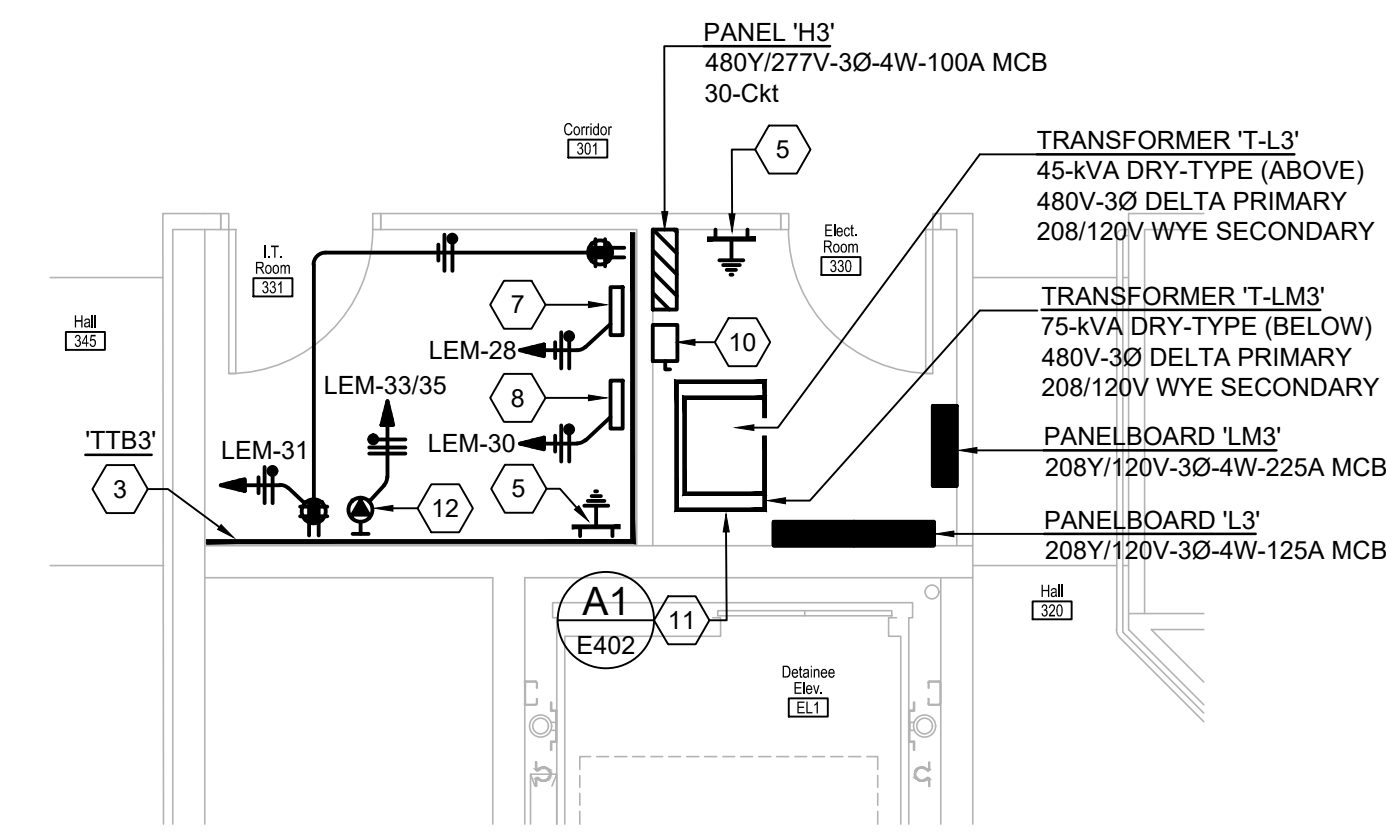 PANEL 'H3'
480Y/277V-3Ø-4W-100A MCB
30-Ckt
Corridor
301
5
TRANSFORMER 'T-L3'
45-kVA DRY-TYPE (ABOVE)
480V-3Ø DELTA PRIMARY
208/120V WYE SECONDARY
I.T.
Room
331
Elect.
Room
330
Hall
345
7
LEM-28
10
TRANSFORMER 'T-LM3'
75-kVA DRY-TYPE (BELOW)
480V-3Ø DELTA PRIMARY
208/120V WYE SECONDARY
LEM-33/35
8
LEM-30
'TTB3'
3
LEM-31
12
5
PANELBOARD 'LM3'
208Y/120V-3Ø-4W-225A MCB
PANELBOARD 'L3'
208Y/120V-3Ø-4W-125A MCB
A1
E402
11
Hall
320
Detainee
Elev.
EL1